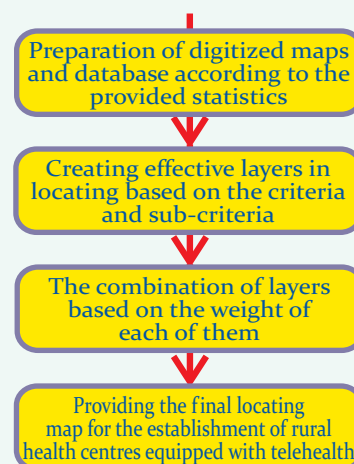 Preparation of digitized maps
and database according to the
provided statistics
Creating effective layers in
locating based on the criteria
and sub-criteria
The combination of layers
based on the weight of
each of them
Providing the final locating
map for the establishment of rural
health centres equipped with telehealth